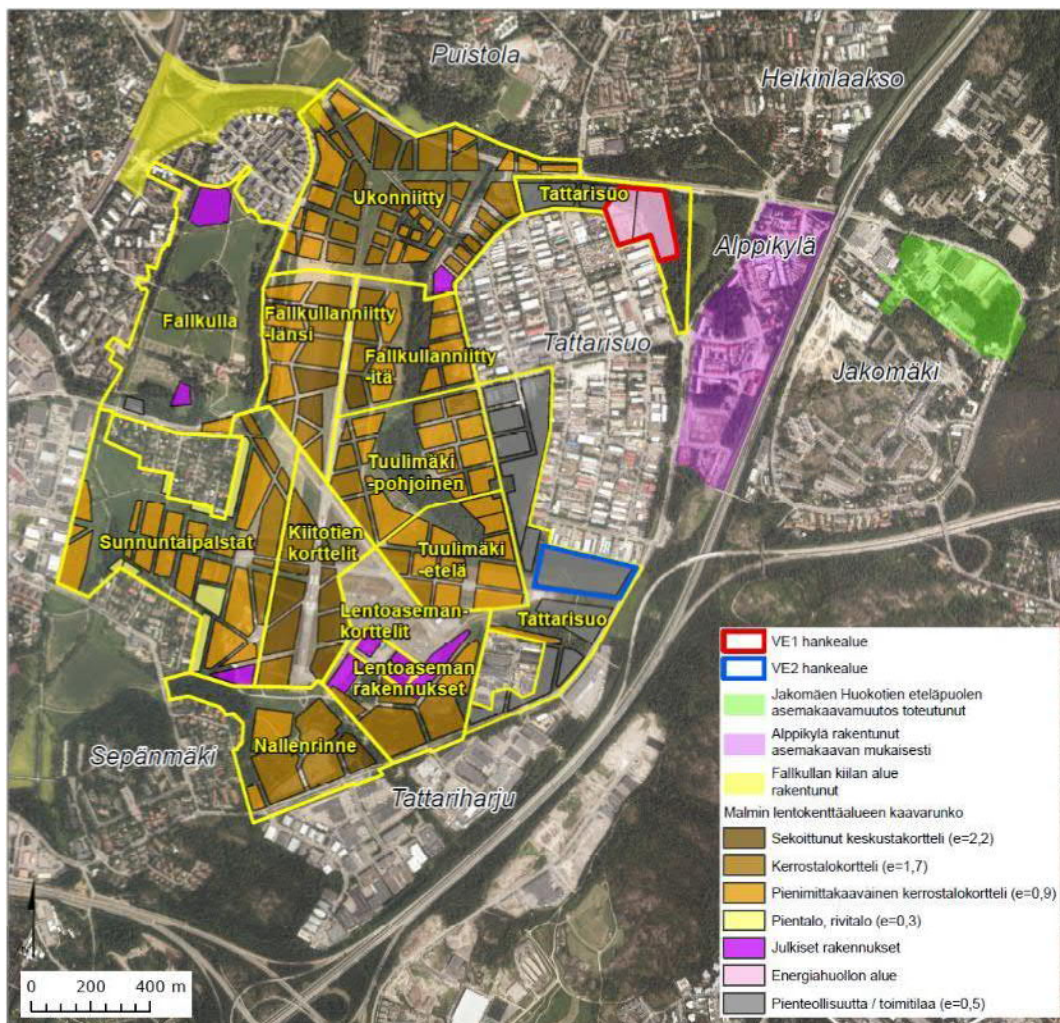 Puistola
Heikinlaakso
Ukonniitty
Tattarisuo
Alppikylä
Fallkulla
Fallkullanniitty
-länsi
Fallkullanniitty
-itä
Tattarisuo
Jakomäki
Tuulimäki
-pohjoinen
Sunnuntaipalstat
Kiitotien
korttelit
Tuulimäki
-etelä
Lentoaseman-
korttelit
Tattarisuo
Lentoaseman
rakennukset
Nallenrinne
Sepänmäki
Tattariharju
VE1 hankealue
VE2 hankealue
Jakomäen Huokotien eteläpuolen
asemakaavamuutos toteutunut
Alppikylä rakentunut
asemakaavan mukaisesti
Fallkullan kiilan alue
rakentunut
Malmin lentokenttäalueen kaavarunko
Sekoittunut keskustakortteli (e=2,2)
Kerrostalokortteli (e=1,7)
Pienimittakaavainen kerrostalokortteli (e=0,9)
Pientalo, rivitalo (e=0,3)
Julkiset rakennukset
Energiahuollon alue
Pienteollisuutta / toimitilaa (e=0,5)
0 200 400 m